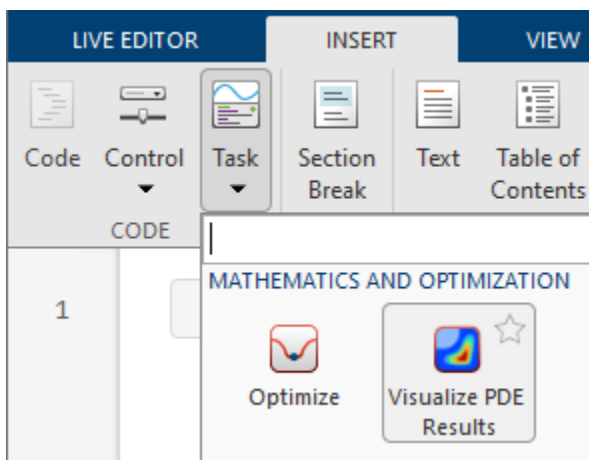 LIVE EDITOR INSERT VIEW
Code Control Task Section Break Text Table of Contents
CODE
MATHEMATICS AND OPTIMIZATION
1
Optimize Visualize PDE Results